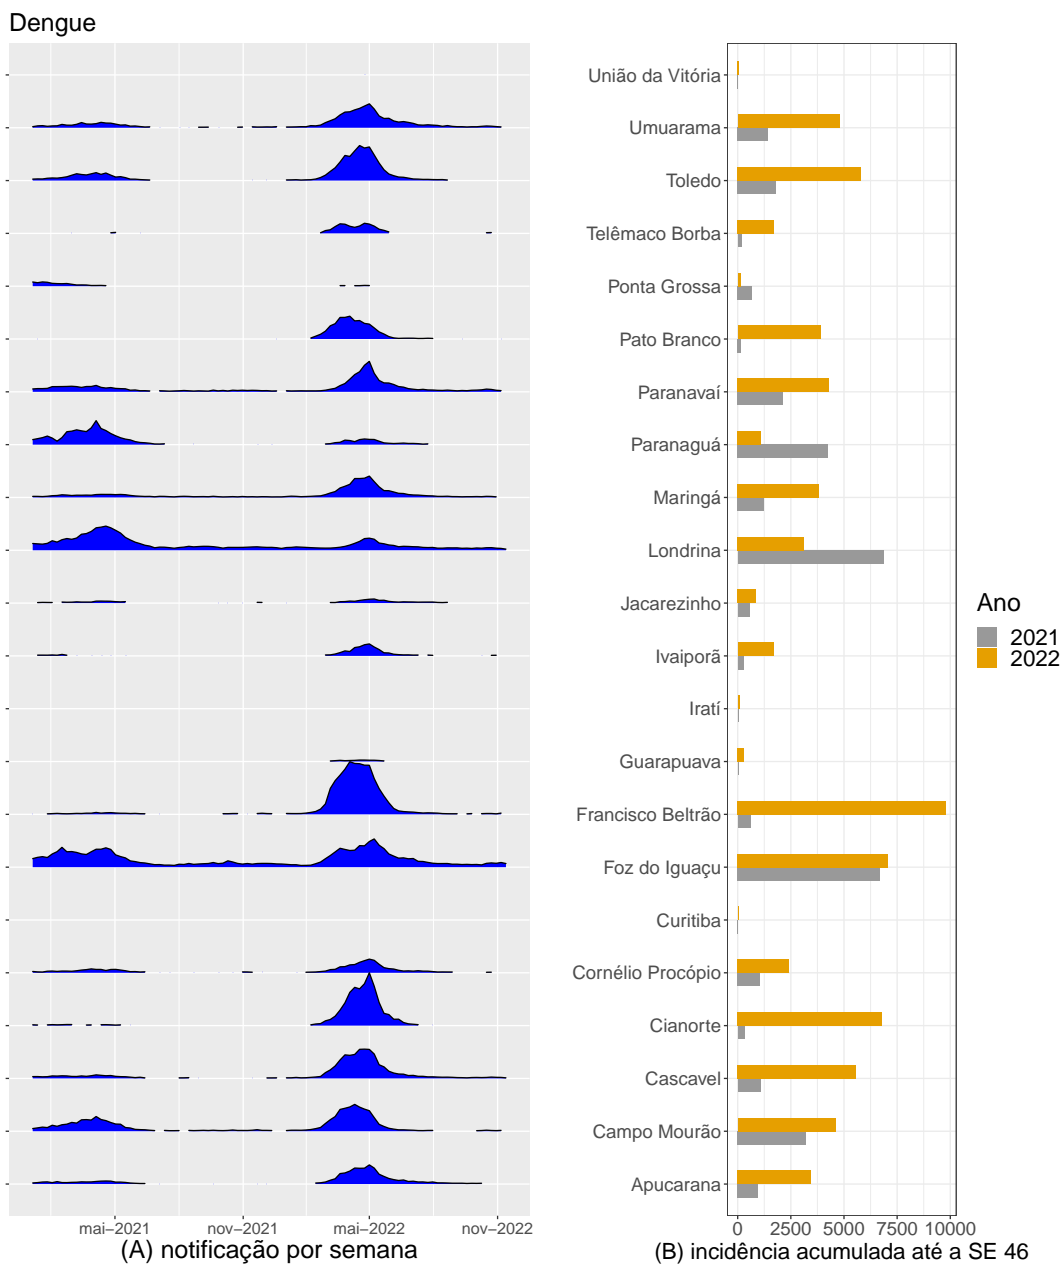 Dengue
União da Vitória
Umuarama
Toledo
Telêmaco Borba
Ponta Grossa
Pato Branco
Paranavaí
Paranaguá
Maringá
Londrina
Jacarezinho
Ivaiporã
Iratí
Guarapuava
Francisco Beltrão
Foz do Iguaçu
Curitiba
Cornélio Procópio
Cianorte
Cascavel
Campo Mourão
Apucarana
Ano
2021
2022
mai−2021 nov−2021 mai−2022 nov−2022
(A) notificação por semana
0 2500 5000 7500 10000
(B) incidência acumulada até a SE 46